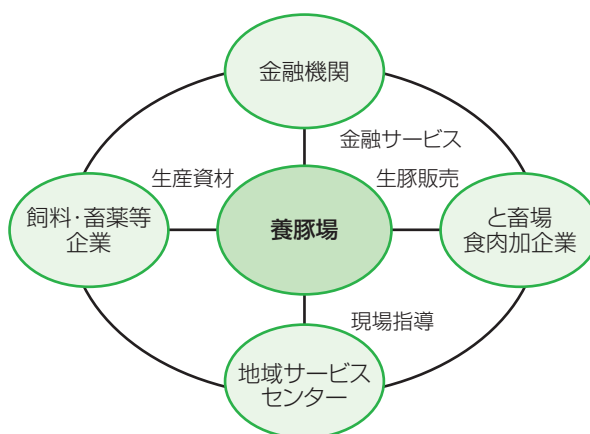 金融機関
金融サービス
生産資材
生豚販売
飼料・畜薬等
企業
養豚場
と畜場
食肉加企業
現場指導
地域サービス
センター